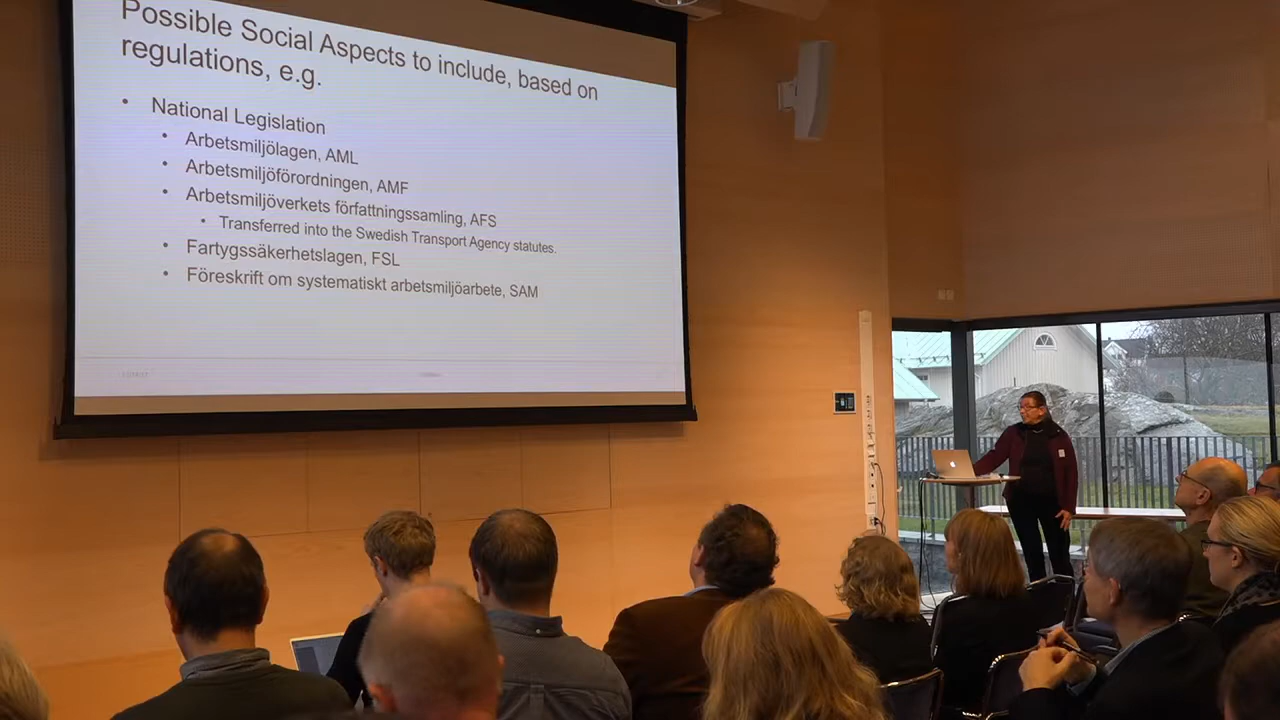 Possible Social Aspects to include, based on
regulations, e.g.
• National Legislation
• Arbetsmiljölagen, AML
• Arbetsmiljöförordningen, AMF
• Arbetsmiljöverkets författningssamling, AFS
• Transferred into the Swedish Transport Agency statutes.
• Fartygssäkerhetslagen, FSL
• Föreskrift om systematiskt arbetsmiljöarbete, SAM